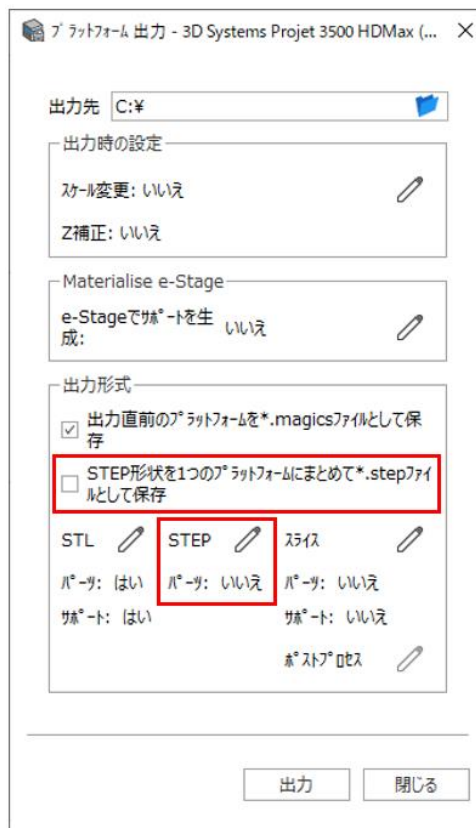 ﾌﾟﾗｯﾄﾌｫｰﾑ 出力 - 3D Systems Projet 3500 HDMax (...
出力先 C:¥
出力時の設定
ｽｹｰﾙ変更: いいえ
Z補正: いいえ
Materialise e-Stage
e-Stageでｻﾎﾟｰﾄを生
成: いいえ
出力形式
出力直前のﾌﾟﾗｯﾄﾌｫｰﾑを*.magicsﾌｧｲﾙとして保
存
STEP形状を1つのﾌﾟﾗｯﾄﾌｫｰﾑにまとめて*.stepﾌｧｲ
ﾙとして保存
STL STEP ｽﾗｲｽ
ﾊﾟｰﾂ: はい ﾊﾟｰﾂ: いいえ ﾊﾟｰﾂ: いいえ
ｻﾎﾟｰﾄ: はい ｻﾎﾟｰﾄ: いいえ
ﾎﾟｽﾄﾌﾟﾛｾｽ
出力 閉じる